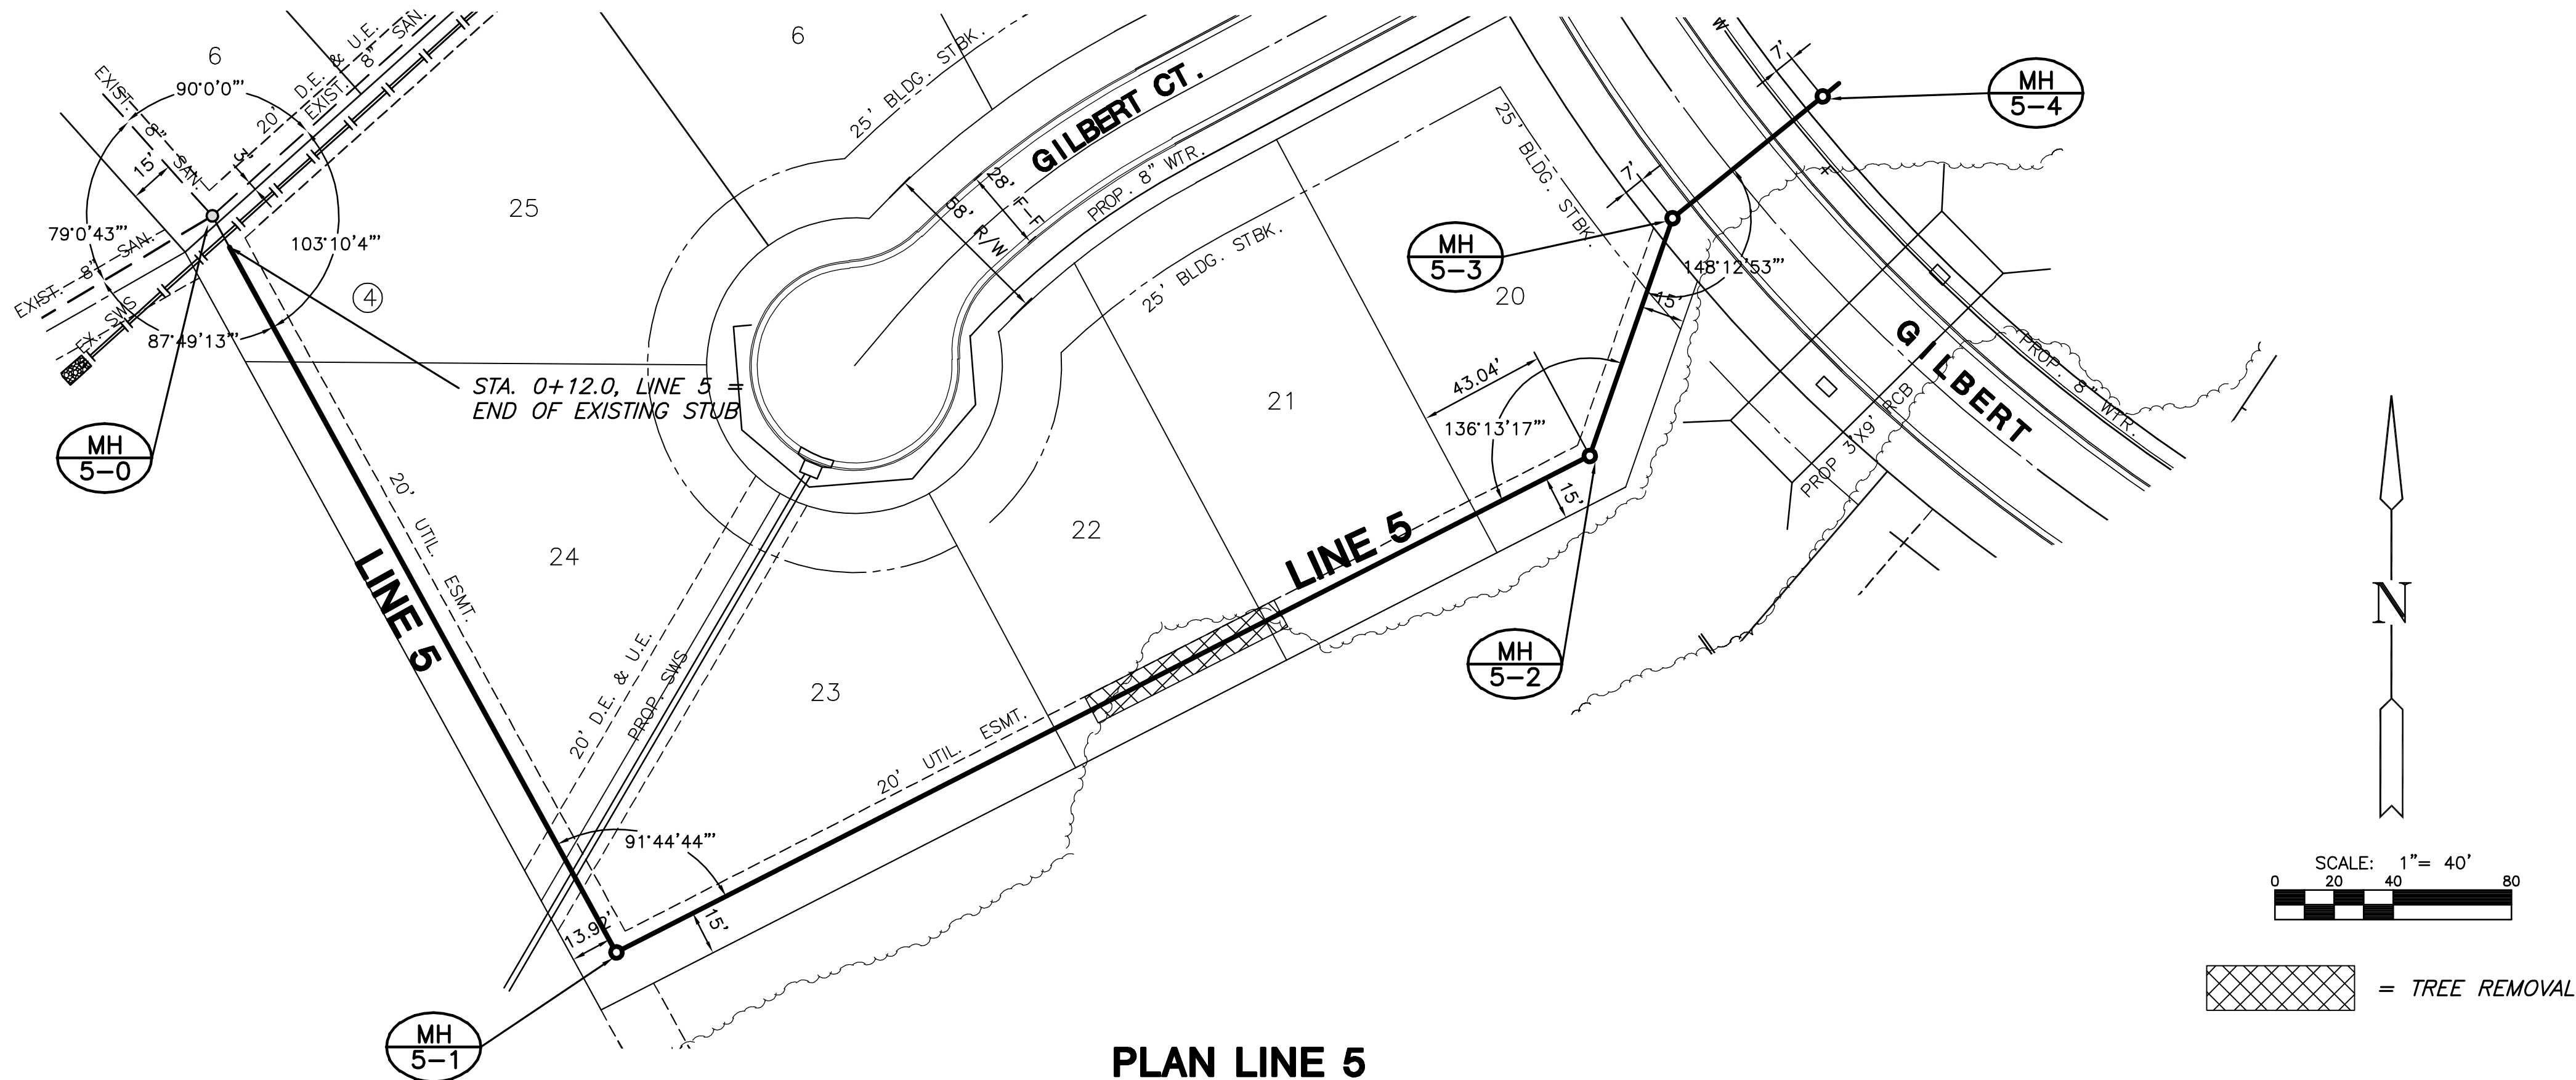 6
6
90°0'0"'
EXIST. 8" SAN.
20' D.E. & U.E.
EXIST. 8" SAN.
15'
3'
79°0'43"'
103°10'4"'
EXIST. 8" SAN.
EX. SWS
87°49'13"'
4
25
25' BLDG. STBK.
GILBERT CT.
28' F-F
58' R/W
PROP. 8" WTR.
25' BLDG. STBK.
25' BLDG. STBK.
W
7'
MH
5-4
7'
MH
5-3
148°12'53"'
15'
20
43.04'
136°13'17"'
21
GILBERT
PROP. 8" WTR.
PROP 3'X9' RCB
STA. 0+12.0, LINE 5 =
END OF EXISTING STUB
MH
5-0
20' UTIL. ESMT.
LINE 5
24
22
LINE 5
15'
MH
5-2
20' D.E. & U.E.
PROP. SWS
23
20' UTIL. ESMT.
91°44'44"'
13.92'
15'
MH
5-1
N
SCALE: 1"= 40'
0 20 40 80
= TREE REMOVAL
PLAN LINE 5